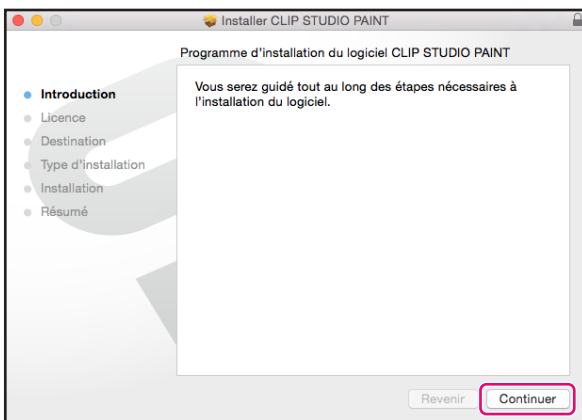 Installer CLIP STUDIO PAINT
Programme d'installation du logiciel CLIP STUDIO PAINT
Introduction
Licence
Destination
Type d'installation
Installation
Résumé
Vous serez guidé tout au long des étapes nécessaires à
l'installation du logiciel.
Revenir
Continuer